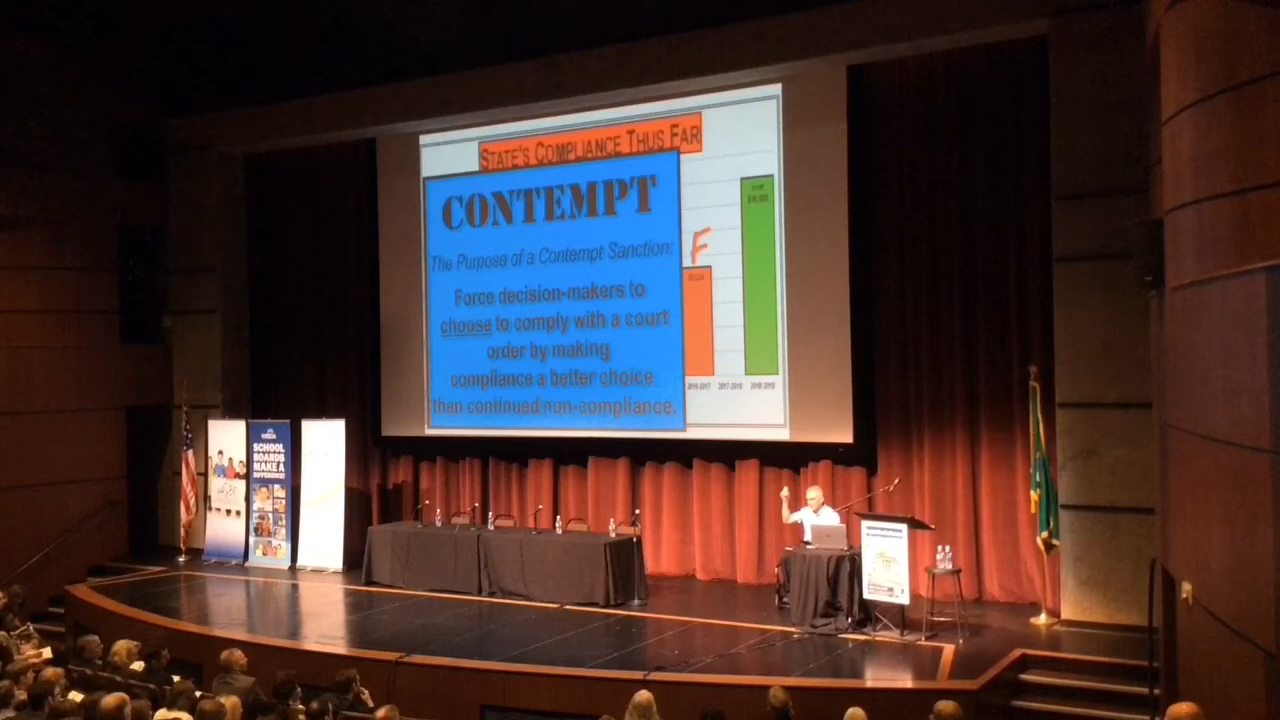 STATE'S COMPLIANCE THUS FAR
CONTEMPT
The Purpose of a Contempt Sanction:
Force decision-makers to
choose to comply with a court
order by making
compliance a better choice
than continued non-compliance.
F
2016-2017 2017-2018 2018-2019
SCHOOL
BOARDS
MAKE A
DIFFERENCE!